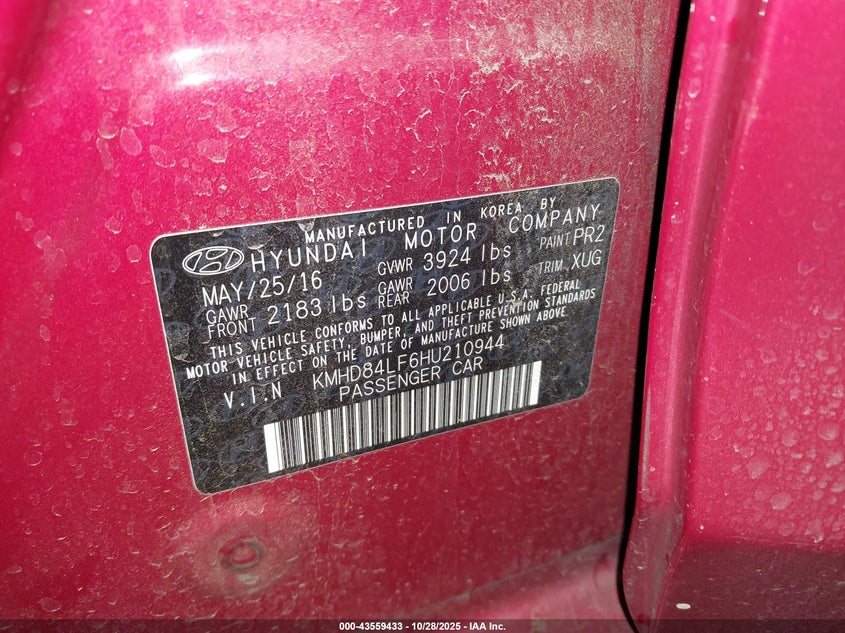 MANUFACTURED IN KOREA BY
HYUNDAI MOTOR COMPANY
MAY/25/16 GVWR 3924 lbs PAINT PR2
GAWR FRONT 2183 lbs GAWR REAR 2006 lbs TRIM XUG
THIS VEHICLE CONFORMS TO ALL APPLICABLE U.S.A. FEDERAL
MOTOR VEHICLE SAFETY, BUMPER, AND THEFT PREVENTION STANDARDS
IN EFFECT ON THE DATE OF MANUFACTURE SHOWN ABOVE.
V.I.N KMHD84LF6HU210944
PASSENGER CAR
000-43559433 - 10/28/2025 - IAA Inc.